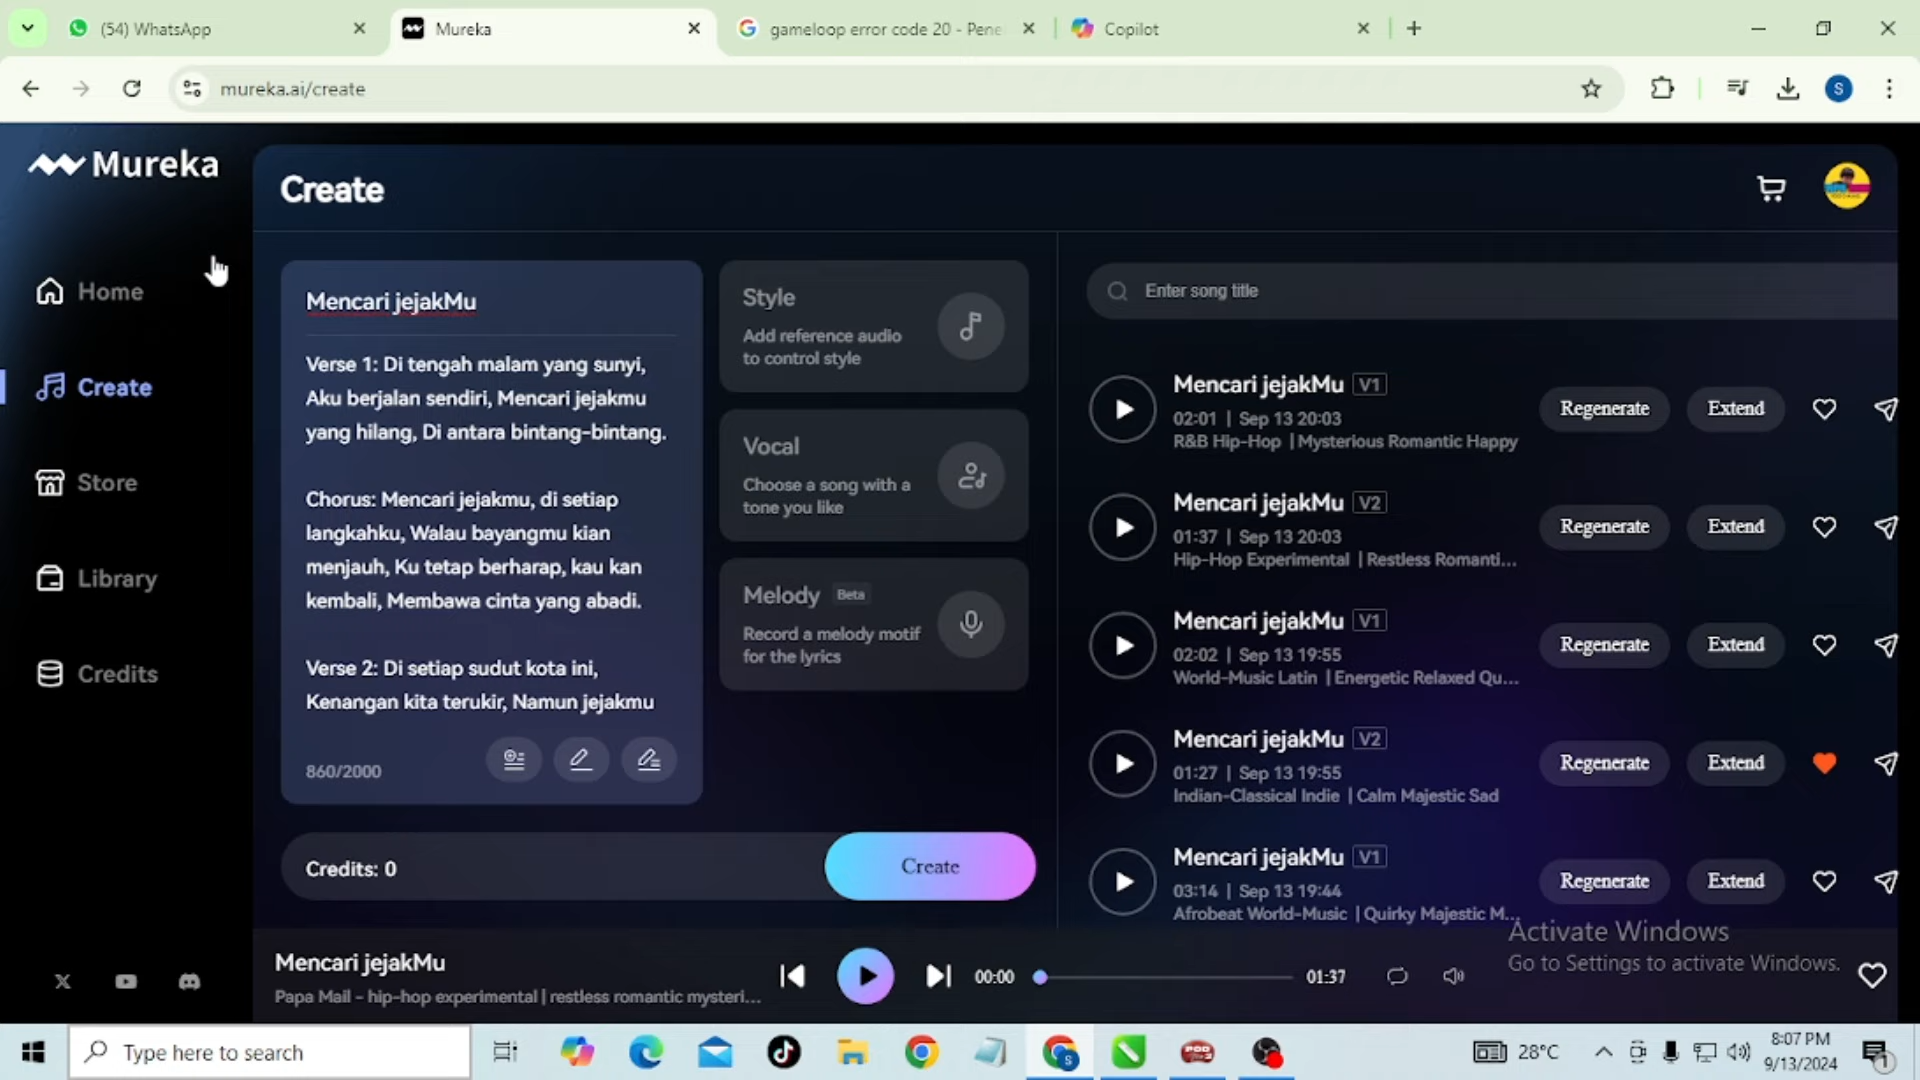 (54) WhatsApp
Mureka
gameloop error code 20 - Pene
Copilot
mureka.ai/create
S
Mureka
Create
Home
Create
Store
Library
Credits
Mencari jejakMu
Verse 1: Di tengah malam yang sunyi,
Aku berjalan sendiri, Mencari jejakmu
yang hilang, Di antara bintang-bintang.
Chorus: Mencari jejakmu, di setiap
langkahku, Walau bayangmu kian
menjauh, Ku tetap berharap, kau kan
kembali, Membawa cinta yang abadi.
Verse 2: Di setiap sudut kota ini,
Kenangan kita terukir, Namun jejakmu
860/2000
Credits: 0
Create
Style
Add reference audio
to control style
Vocal
Choose a song with a
tone you like
Melody Beta
Record a melody motif
for the lyrics
Enter song title
Mencari jejakMu V1
02:01 | Sep 13 20:03
R&B Hip-Hop | Mysterious Romantic Happy
Regenerate
Extend
Mencari jejakMu V2
01:37 | Sep 13 20:03
Hip-Hop Experimental | Restless Romanti...
Regenerate
Extend
Mencari jejakMu V1
02:02 | Sep 13 19:55
World-Music Latin | Energetic Relaxed Qu...
Regenerate
Extend
Mencari jejakMu V2
01:27 | Sep 13 19:55
Indian-Classical Indie | Calm Majestic Sad
Regenerate
Extend
Mencari jejakMu V1
03:14 | Sep 13 19:44
Afrobeat World-Music | Quirky Majestic M...
Regenerate
Extend
Activate Windows
Go to Settings to activate Windows.
Mencari jejakMu
Papa Mail - hip-hop experimental | restless romantic mysteri...
00:00
01:37
Type here to search
S
POD
28°C
8:07 PM
9/13/2024
1